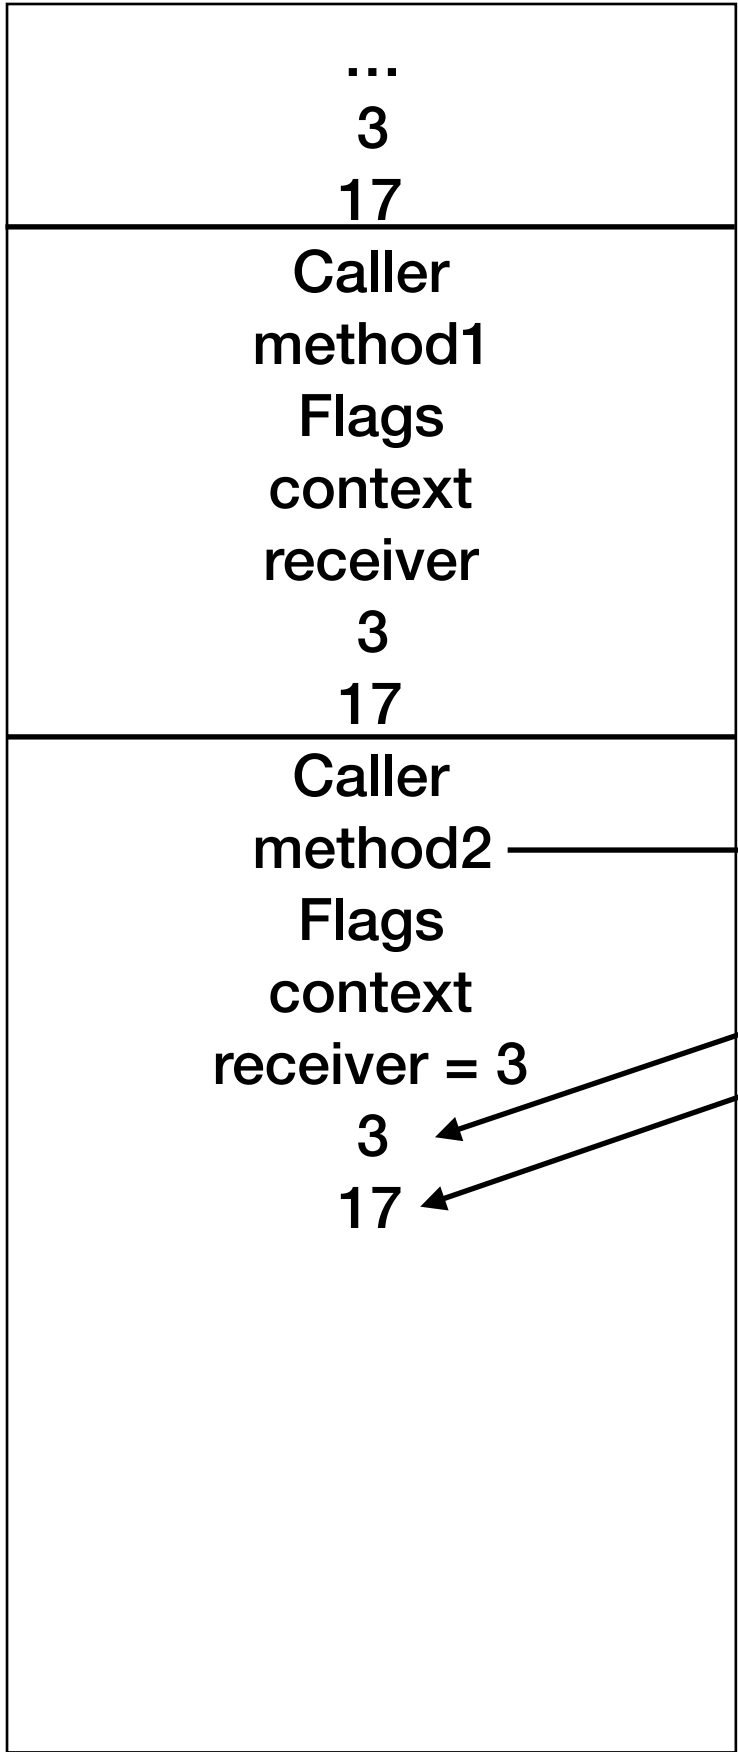 ...
3
17
Caller
method1
Flags
context
receiver
3
17
Caller
method2
Flags
context
receiver = 3
3
17